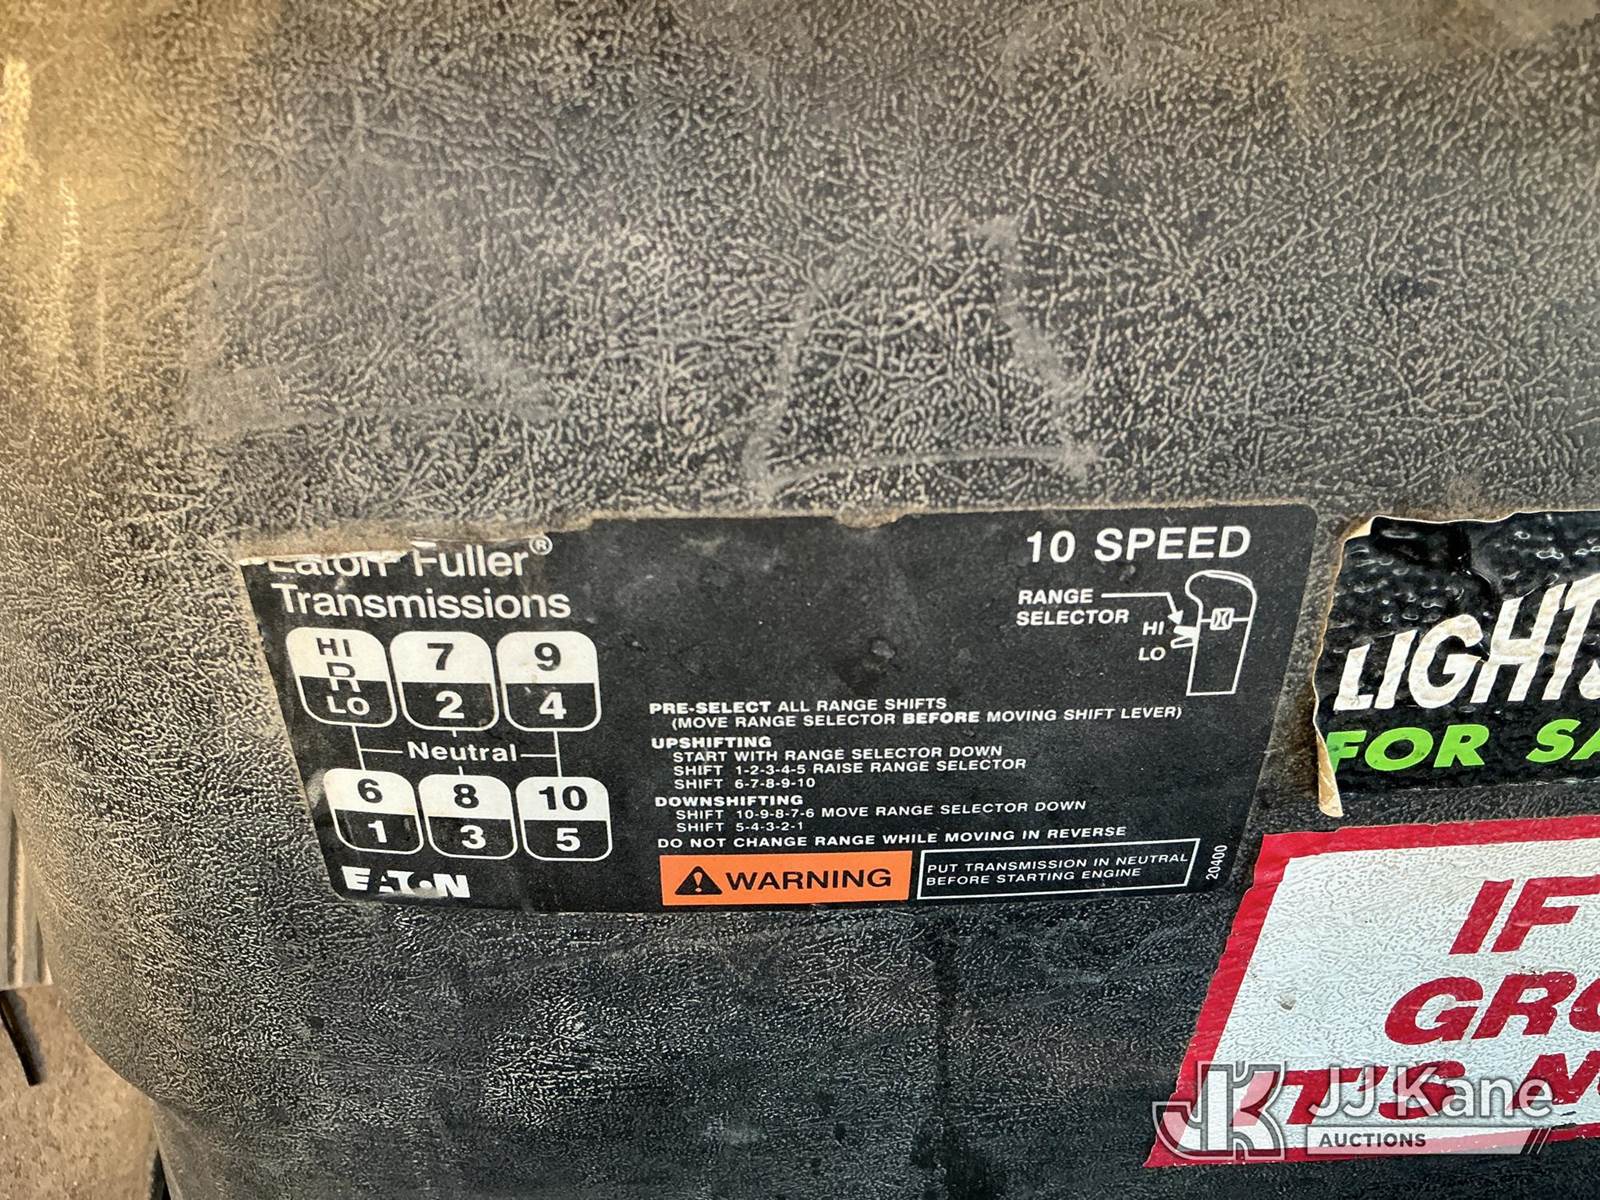 Eaton Fuller®
Transmissions
10 SPEED
RANGE
SELECTOR
HI
LO
HI
R
LO
7
2
9
4
Neutral
6
1
8
3
10
5
EATON
PRE-SELECT ALL RANGE SHIFTS
(MOVE RANGE SELECTOR BEFORE MOVING SHIFT LEVER)
UPSHIFTING
START WITH RANGE SELECTOR DOWN
SHIFT 1-2-3-4-5 RAISE RANGE SELECTOR
SHIFT 6-7-8-9-10
DOWNSHIFTING
SHIFT 10-9-8-7-6 MOVE RANGE SELECTOR DOWN
SHIFT 5-4-3-2-1
DO NOT CHANGE RANGE WHILE MOVING IN REVERSE
WARNING
PUT TRANSMISSION IN NEUTRAL
BEFORE STARTING ENGINE
20400
LIGHTS
FOR SA
IF
GRO
ITS
JJ Kane
AUCTIONS